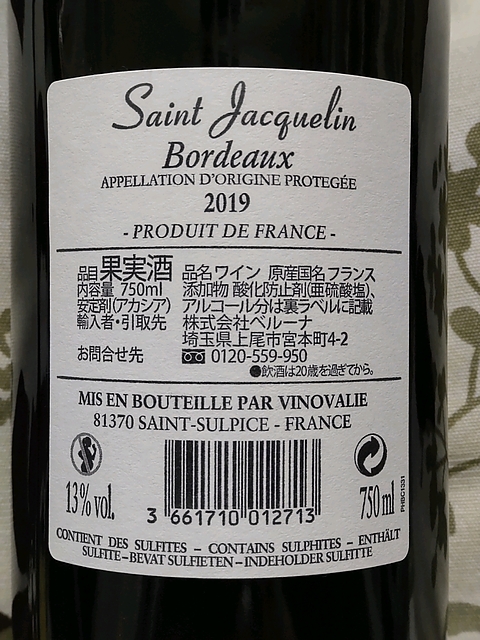 Saint Jacquelin
Bordeaux
APPELLATION D'ORIGINE PROTEGÉE
2019
- PRODUIT DE FRANCE -
品目果実酒 品名 ワイン 原産国名 フランス
内容量 750ml 添加物 酸化防止剤(亜硫酸塩)、
安定剤(アカシア) アルコール分は裏ラベルに記載
輸入者・引取先 株式会社ベルーナ
埼玉県上尾市宮本町4-2
お問合せ先 0120-559-950
●飲酒は20歳を過ぎてから。
MIS EN BOUTEILLE PAR VINOVALIE
81370 SAINT-SULPICE - FRANCE
13% vol.
3 661710 012713
750 ml
PHBC1331
CONTIENT DES SULFITES – CONTAINS SULPHITES – ENTHÄLT
SULFITE – BEVAT SULFIETEN – INDEHOLDER SULFITTE